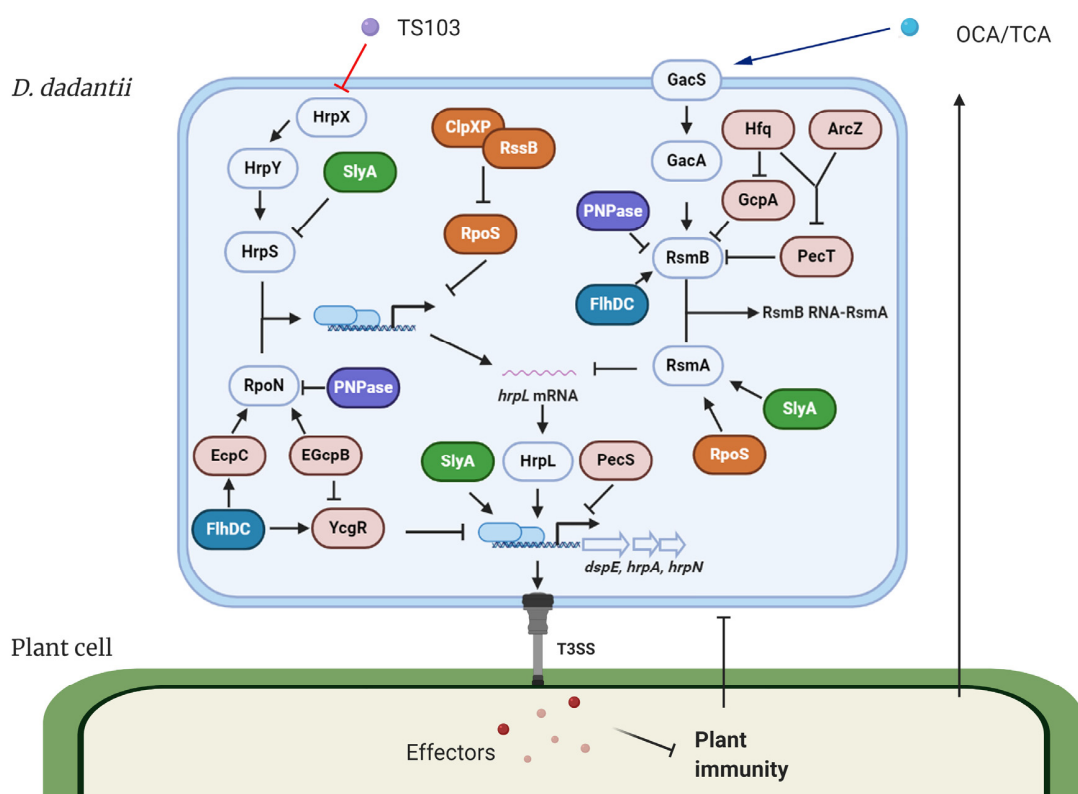 TS103
OCA/TCA
D. dadantii
GacS
HrpX
ClpXP
RssB
Hfq
ArcZ
HrpY
SlyA
GacA
GcpA
PNPase
HrpS
RpoS
RsmB
PecT
FlhDC
RsmB RNA-RsmA
RpoN
PNPase
hrpL mRNA
RsmA
SlyA
EcpC
EGcpB
SlyA
HrpL
PecS
RpoS
FlhDC
YcgR
dspE, hrpA, hrpN
Plant cell
T3SS
Effectors
Plant
immunity